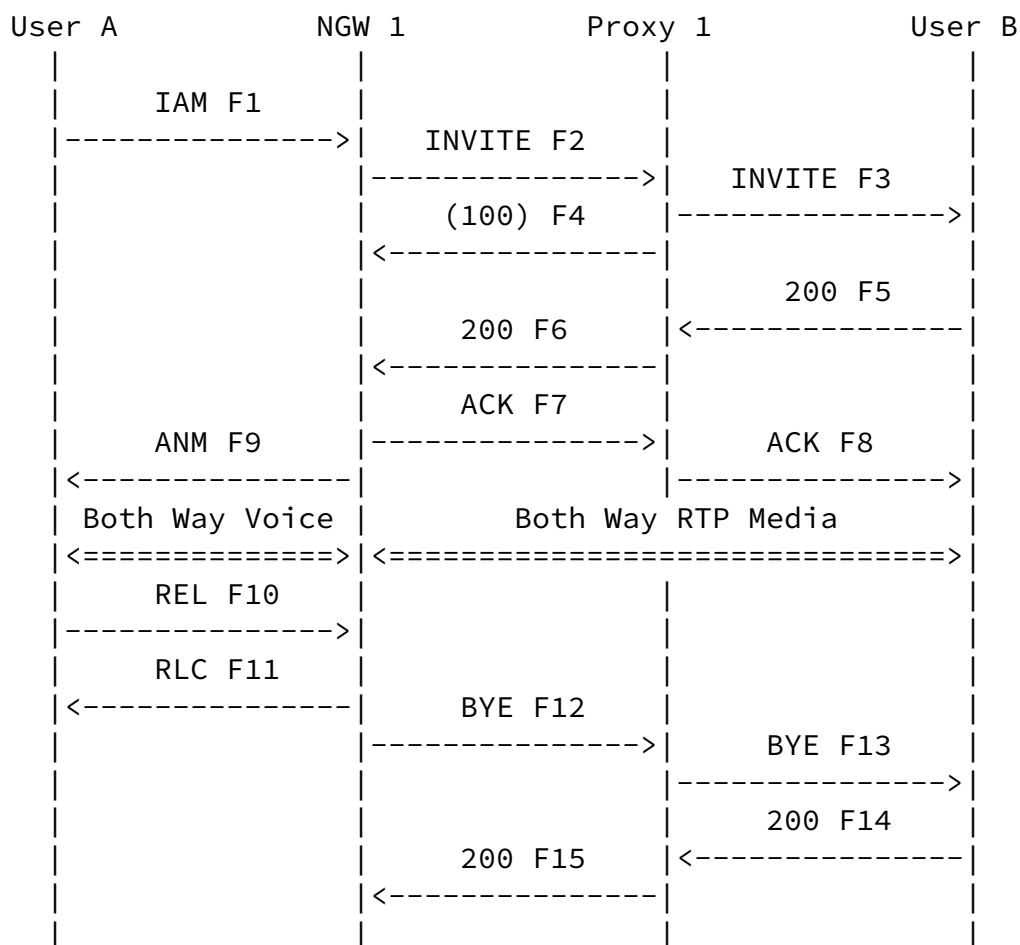 User A NGW 1 Proxy 1 User B
IAM F1
INVITE F2
INVITE F3
(100) F4
200 F5
200 F6
ACK F7
ANM F9 ACK F8
Both Way Voice Both Way RTP Media
REL F10
RLC F11
BYE F12
BYE F13
200 F14
200 F15